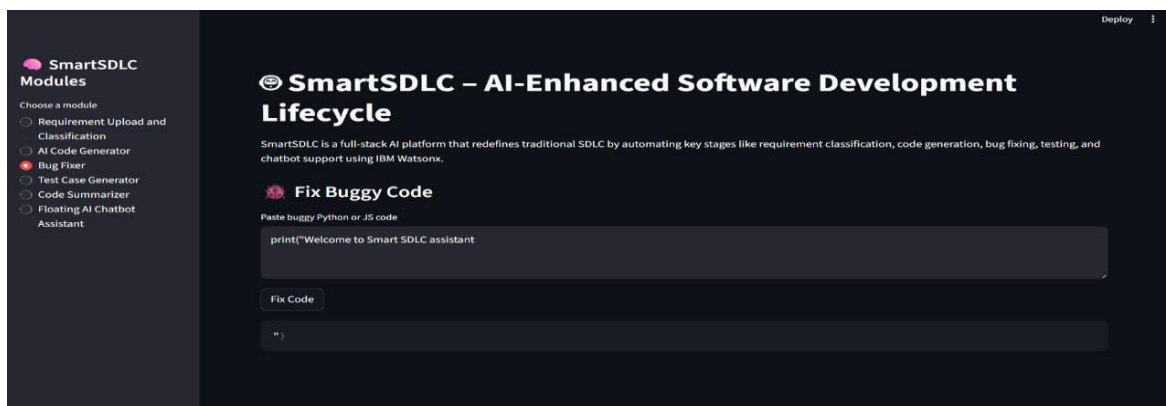 Deploy
SmartSDLC
Modules
Choose a module
Requirement Upload and
Classification
AI Code Generator
Bug Fixer
Test Case Generator
Code Summarizer
Floating AI Chatbot
Assistant
SmartSDLC – AI-Enhanced Software Development
Lifecycle
SmartSDLC is a full-stack AI platform that redefines traditional SDLC by automating key stages like requirement classification, code generation, bug fixing, testing, and
chatbot support using IBM Watsonx.
Fix Buggy Code
Paste buggy Python or JS code
print("Welcome to Smart SDLC assistant
Fix Code
")